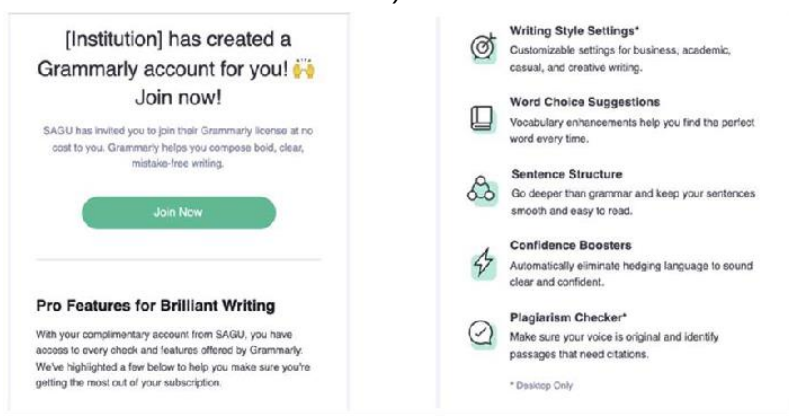 [Institution] has created a
Grammarly account for you! 🙌
Join now!
SAGU has invited you to join their Grammarly license at no
cost to you. Grammarly helps you compose bold, clear,
mistake-free writing.
Join Now
Pro Features for Brilliant Writing
With your complimentary account from SAGU, you have
access to every check and features offered by Grammarly.
We've highlighted a few below to help you make sure you're
getting the most out of your subscription.
Writing Style Settings*
Customizable settings for business, academic,
casual, and creative writing.
Word Choice Suggestions
Vocabulary enhancements help you find the perfect
word every time.
Sentence Structure
Go deeper than grammar and keep your sentences
smooth and easy to read.
Confidence Boosters
Automatically eliminate hedging language to sound
clear and confident.
Plagiarism Checker*
Make sure your voice is original and identify
passages that need citations.
* Desktop Only